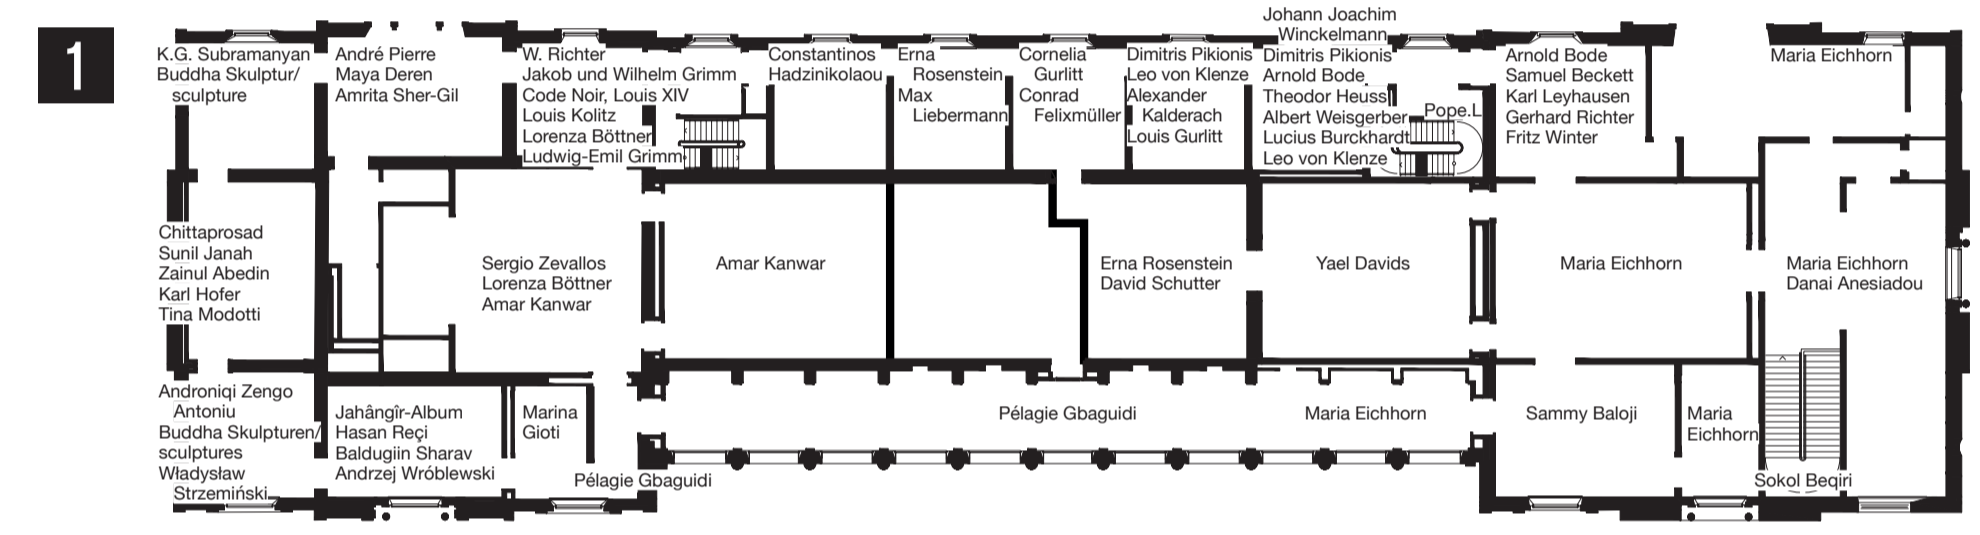 1
K.G. Subramanyan
Buddha Skulptur/
sculpture
André Pierre
Maya Deren
Amrita Sher-Gil
W. Richter
Jakob und Wilhelm Grimm
Code Noir, Louis XIV
Louis Kolitz
Lorenza Böttner
Ludwig-Emil Grimm
Constantinos
Hadzinikolaou
Erna
Rosenstein
Max
Liebermann
Cornelia
Gurlitt
Conrad
Felixmüller
Dimitris Pikionis
Leo von Klenze
Alexander
Kalderach
Louis Gurlitt
Johann Joachim
Winckelmann
Dimitris Pikionis
Arnold Bode
Theodor Heuss
Albert Weisgerber
Lucius Burckhardt
Leo von Klenze
Pope.L
Arnold Bode
Samuel Beckett
Karl Leyhausen
Gerhard Richter
Fritz Winter
Maria Eichhorn
Chittaprosad
Sunil Janah
Zainul Abedin
Karl Hofer
Tina Modotti
Sergio Zevallos
Lorenza Böttner
Amar Kanwar
Amar Kanwar
Erna Rosenstein
David Schutter
Yael Davids
Maria Eichhorn
Maria Eichhorn
Danai Anesiadou
Androniqi Zengo
Antoniu
Buddha Skulpturen/
sculptures
Władysław
Strzemiński
Jahângîr-Album
Hasan Reçi
Baldugiin Sharav
Andrzej Wróblewski
Marina
Gioti
Pélagie Gbaguidi
Pélagie Gbaguidi
Maria Eichhorn
Sammy Baloji
Maria
Eichhorn
Sokol Beqiri